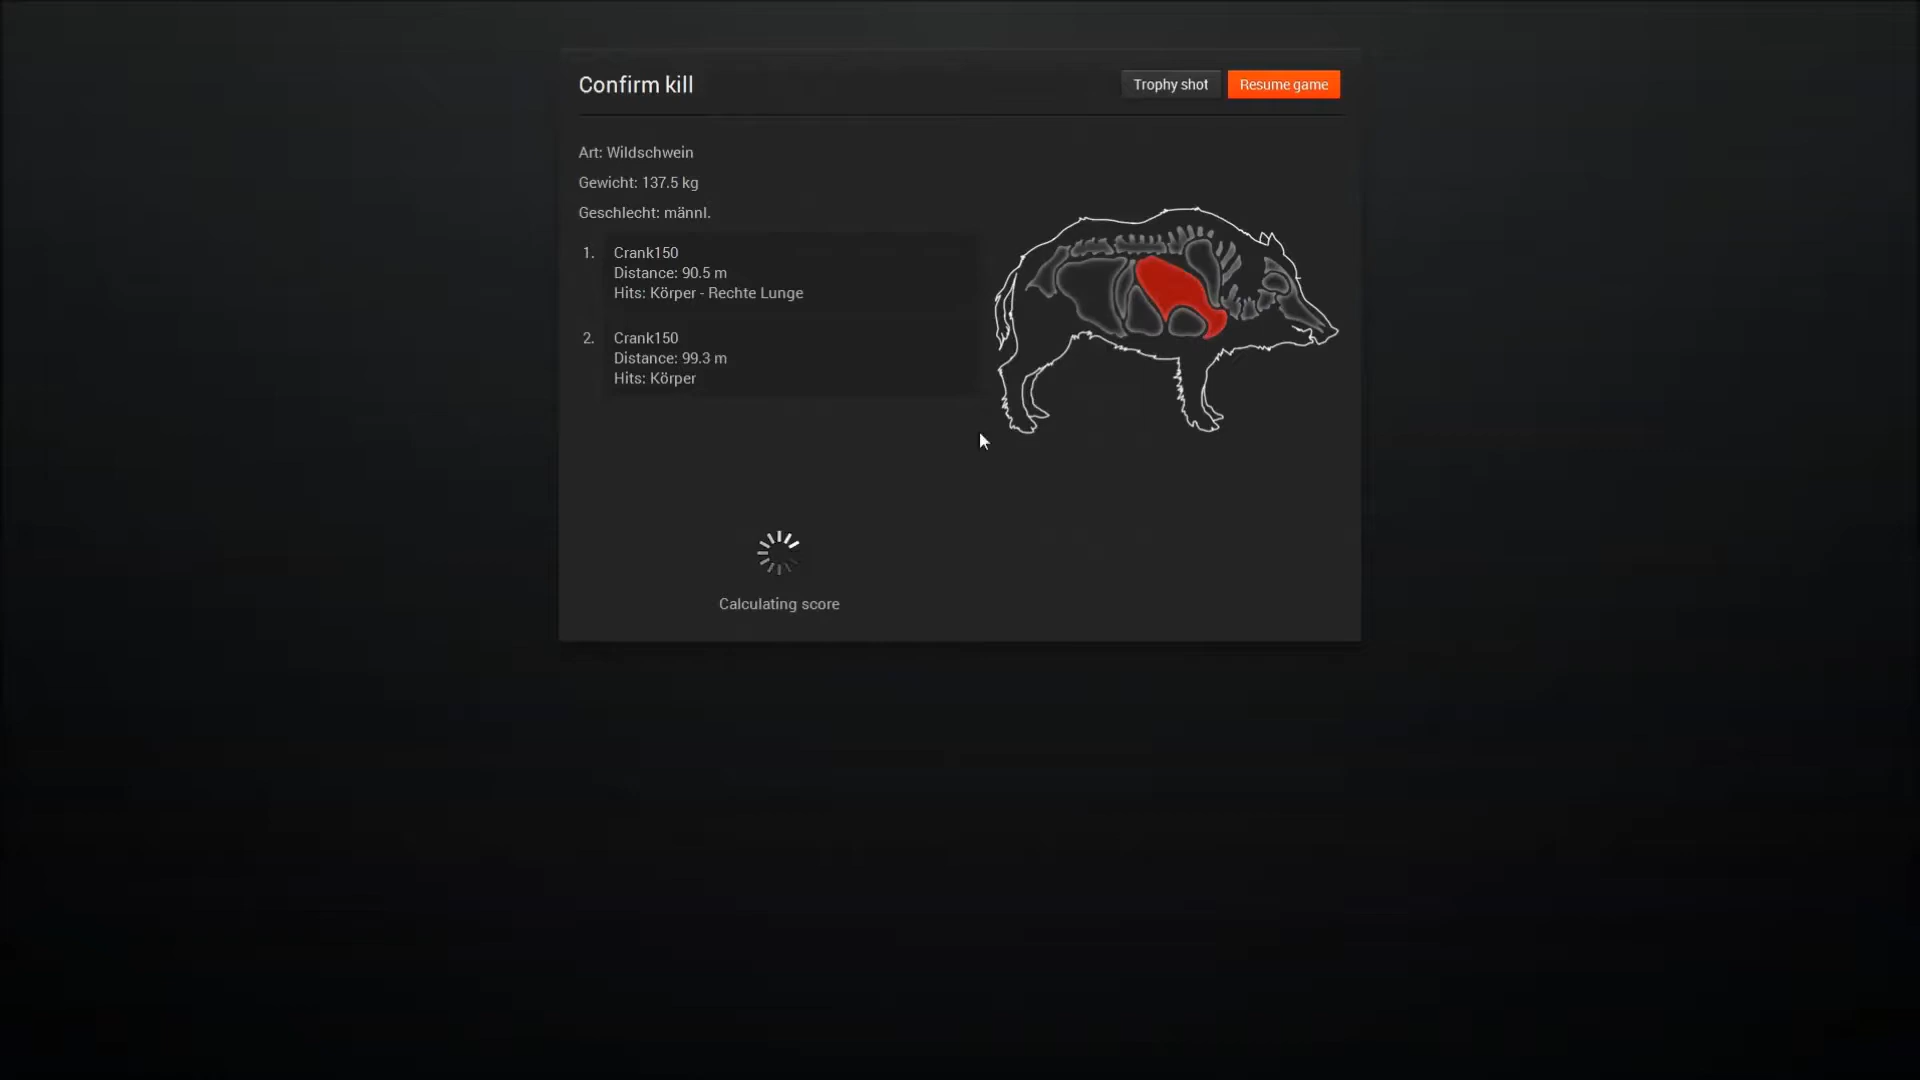 Confirm kill
Trophy shot
Resume game
Art: Wildschwein
Gewicht: 137.5 kg
Geschlecht: männl.
1. Crank150
Distance: 90.5 m
Hits: Körper - Rechte Lunge
2. Crank150
Distance: 99.3 m
Hits: Körper
Calculating score